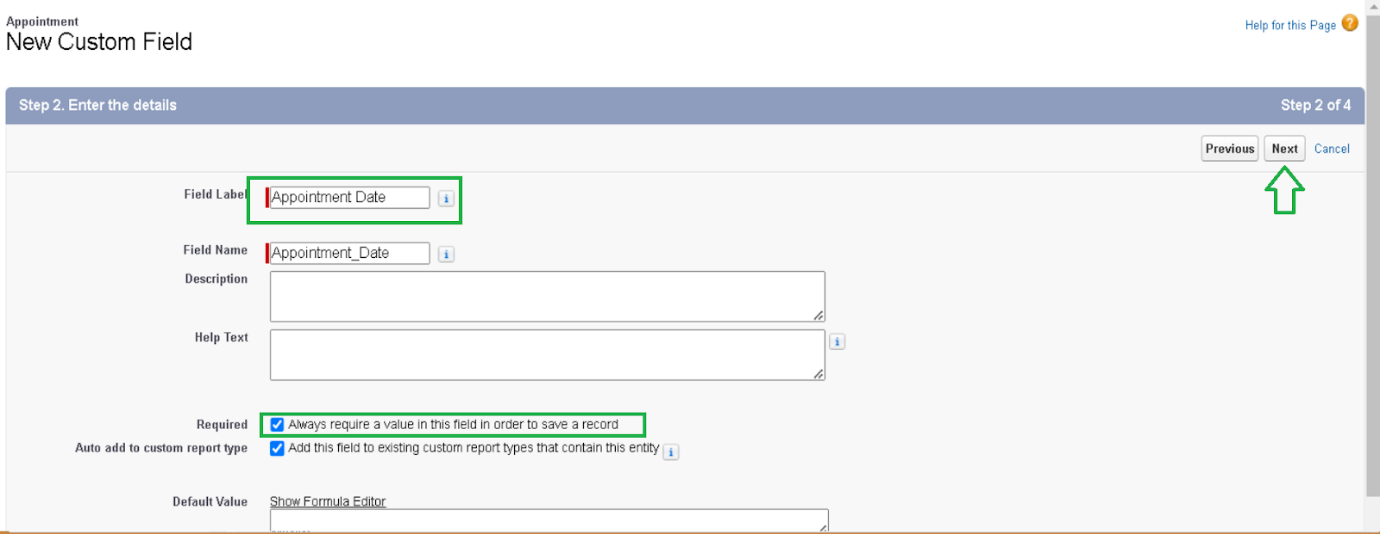 Appointment
New Custom Field
Help for this Page
Step 2. Enter the details
Step 2 of 4
Previous Next Cancel
Field Label Appointment Date
Field Name Appointment_Date
Description
Help Text
Required Always require a value in this field in order to save a record
Auto add to custom report type Add this field to existing custom report types that contain this entity
Default Value Show Formula Editor